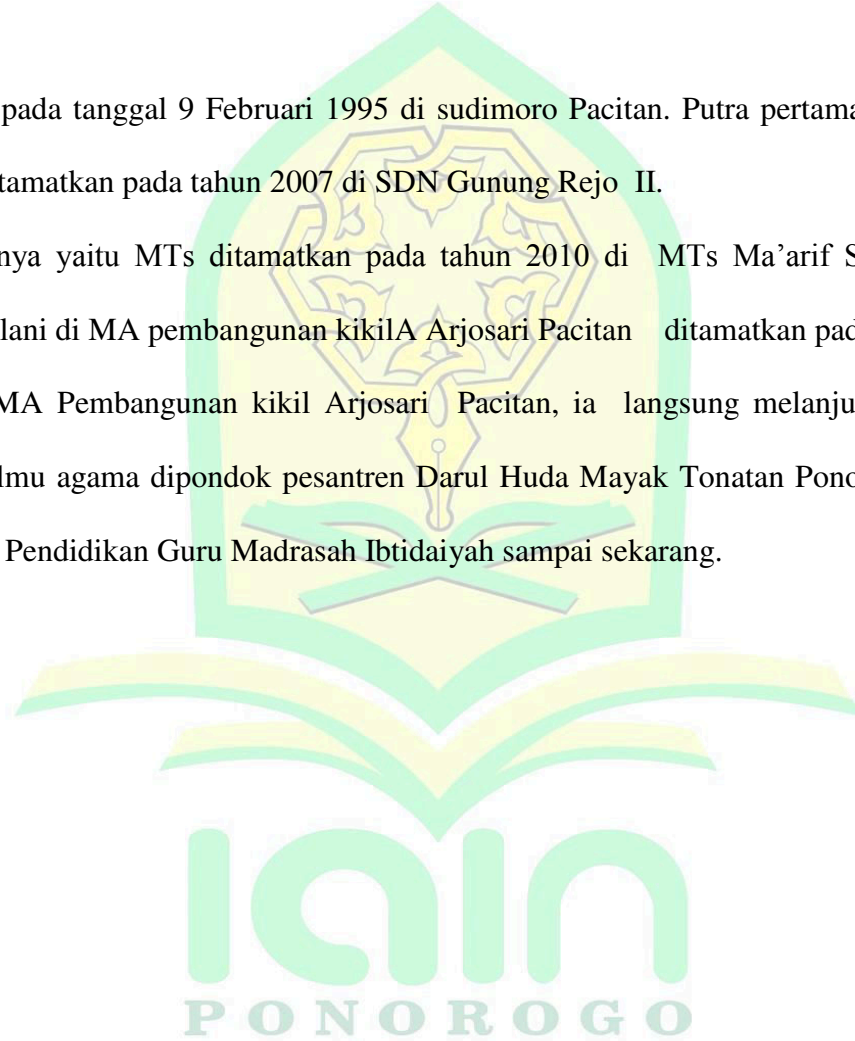 pada tanggal 9 Februari 1995 di sudimoro Pacitan. Putra pertama
tamatkan pada tahun 2007 di SDN Gunung Rejo II.
nya yaitu MTs ditamatkan pada tahun 2010 di MTs Ma’arif S
lani di MA pembangunan kikilA Arjosari Pacitan ditamatkan pad
MA Pembangunan kikil Arjosari Pacitan, ia langsung melanju
lmu agama dipondok pesantren Darul Huda Mayak Tonatan Pono
Pendidikan Guru Madrasah Ibtidaiyah sampai sekarang.
iain
PONOROGO